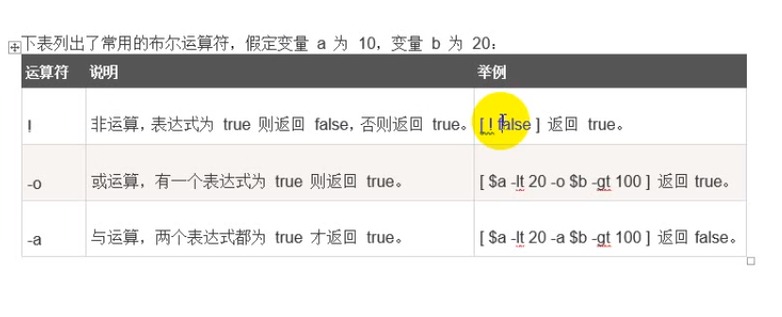 下表列出了常用的布尔运算符，假定变量 a 为 10，变量 b 为 20：
运算符 说明 举例
! 非运算，表达式为 true 则返回 false，否则返回 true。 [ ! false ] 返回 true。
-o 或运算，有一个表达式为 true 则返回 true。 [ $a -lt 20 -o $b -gt 100 ] 返回 true。
-a 与运算，两个表达式都为 true 才返回 true。 [ $a -lt 20 -a $b -gt 100 ] 返回 false。